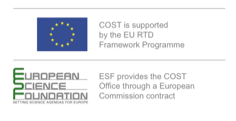 COST is supported
by the EU RTD
Framework Programme
EUROPEAN
SCIENCE
FOUNDATION
SETTING SCIENCE AGENDAS FOR EUROPE
ESF provides the COST
Office through a European
Commission contract